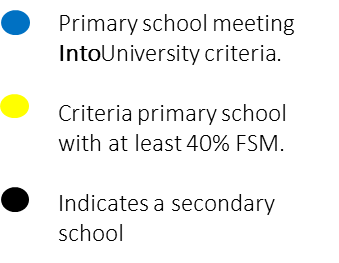 Primary school meeting
IntoUniversity criteria.
Criteria primary school
with at least 40% FSM.
Indicates a secondary
school